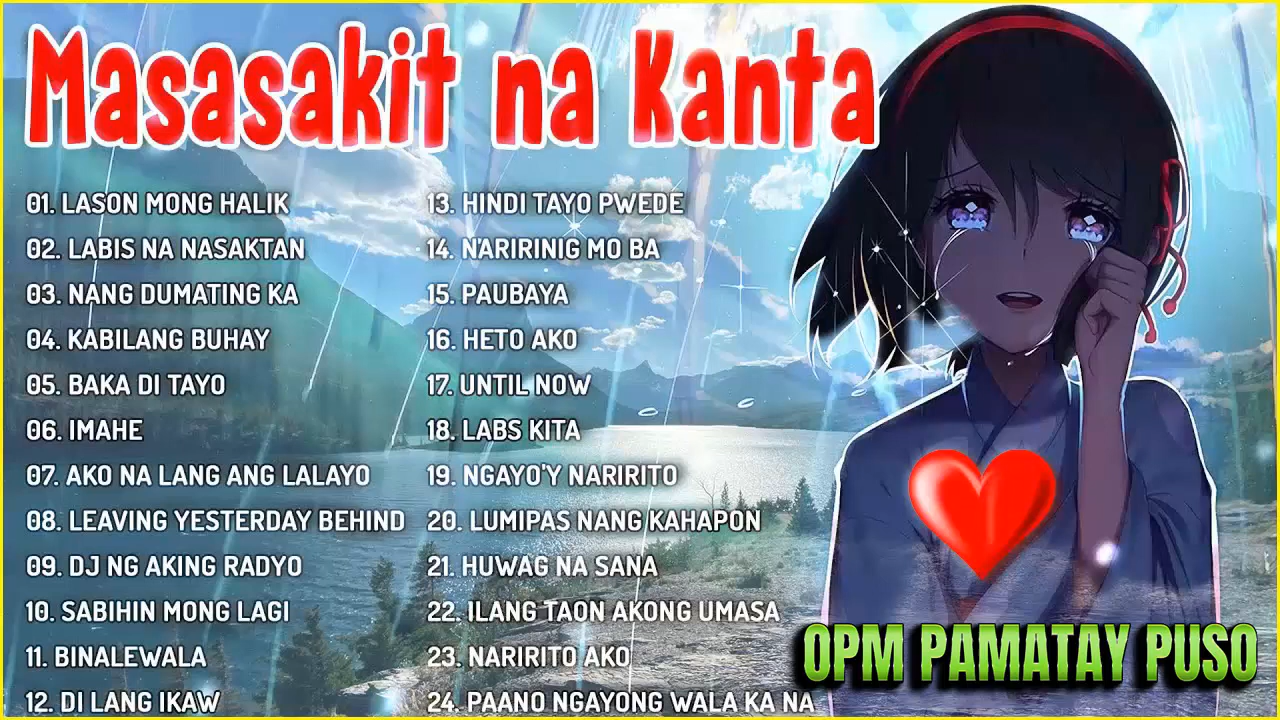 Masasakit na Kanta
01. LASON MONG HALIK
02. LABIS NA NASAKTAN
03. NANG DUMATING KA
04. KABILANG BUHAY
05. BAKA DI TAYO
06. IMAHE
07. AKO NA LANG ANG LALAYO
08. LEAVING YESTERDAY BEHIND
09. DJ NG AKING RADYO
10. SABIHIN MONG LAGI
11. BINALEWALA
12. DI LANG IKAW
13. HINDI TAYO PWEDE
14. NARIRINIG MO BA
15. PAUBAYA
16. HETO AKO
17. UNTIL NOW
18. LABS KITA
19. NGAYO'Y NARIRITO
20. LUMIPAS NANG KAHAPON
21. HUWAG NA SANA
22. ILANG TAON AKONG UMASA
23. NARIRITO AKO
24. PAANO NGAYONG WALA KA NA
OPM PAMATAY PUSO